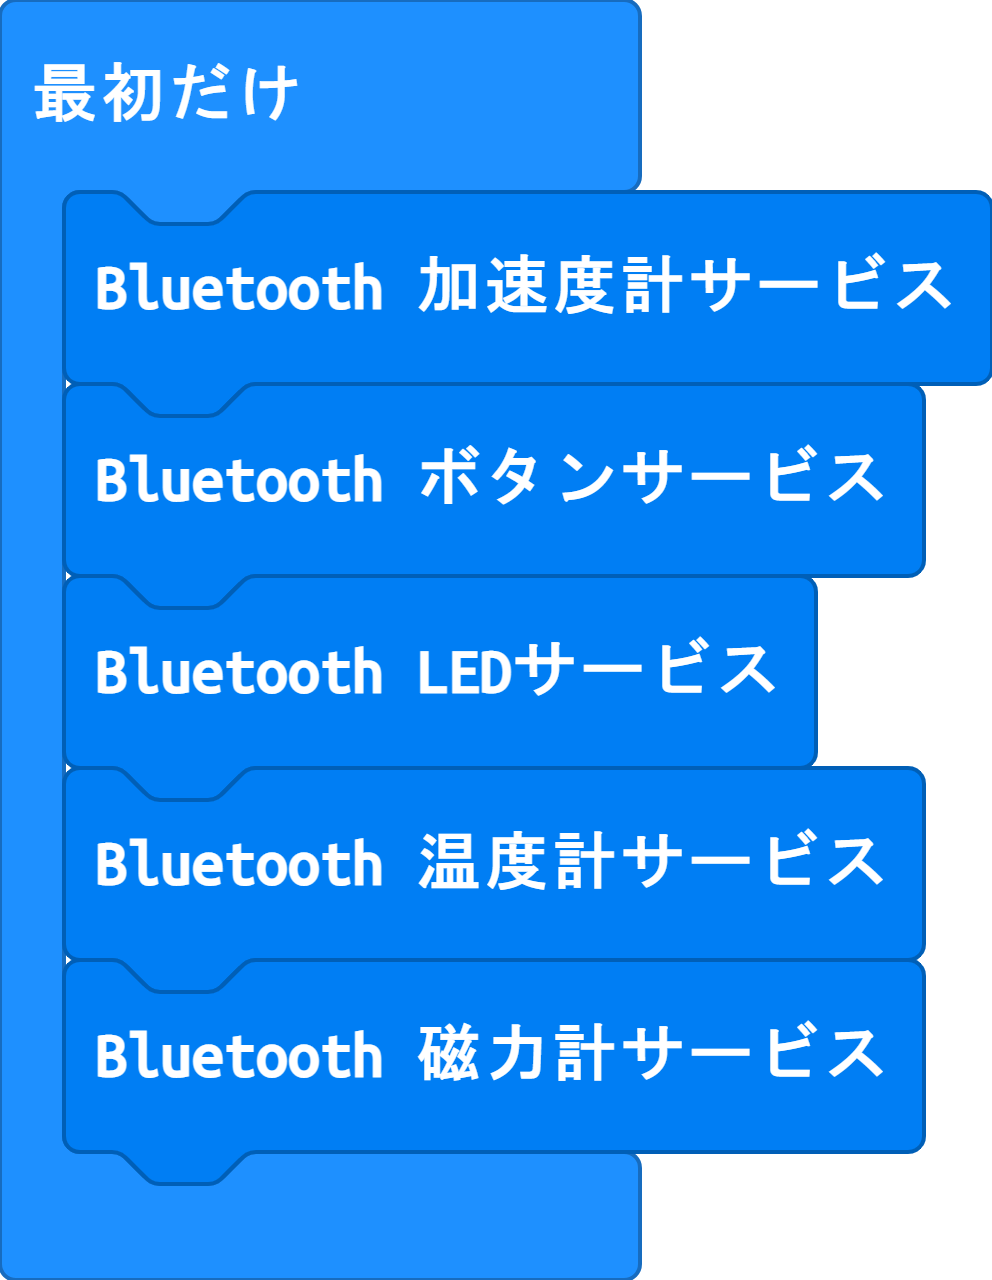 最初だけ
Bluetooth 加速度計サービス
Bluetooth ボタンサービス
Bluetooth LEDサービス
Bluetooth 温度計サービス
Bluetooth 磁力計サービス